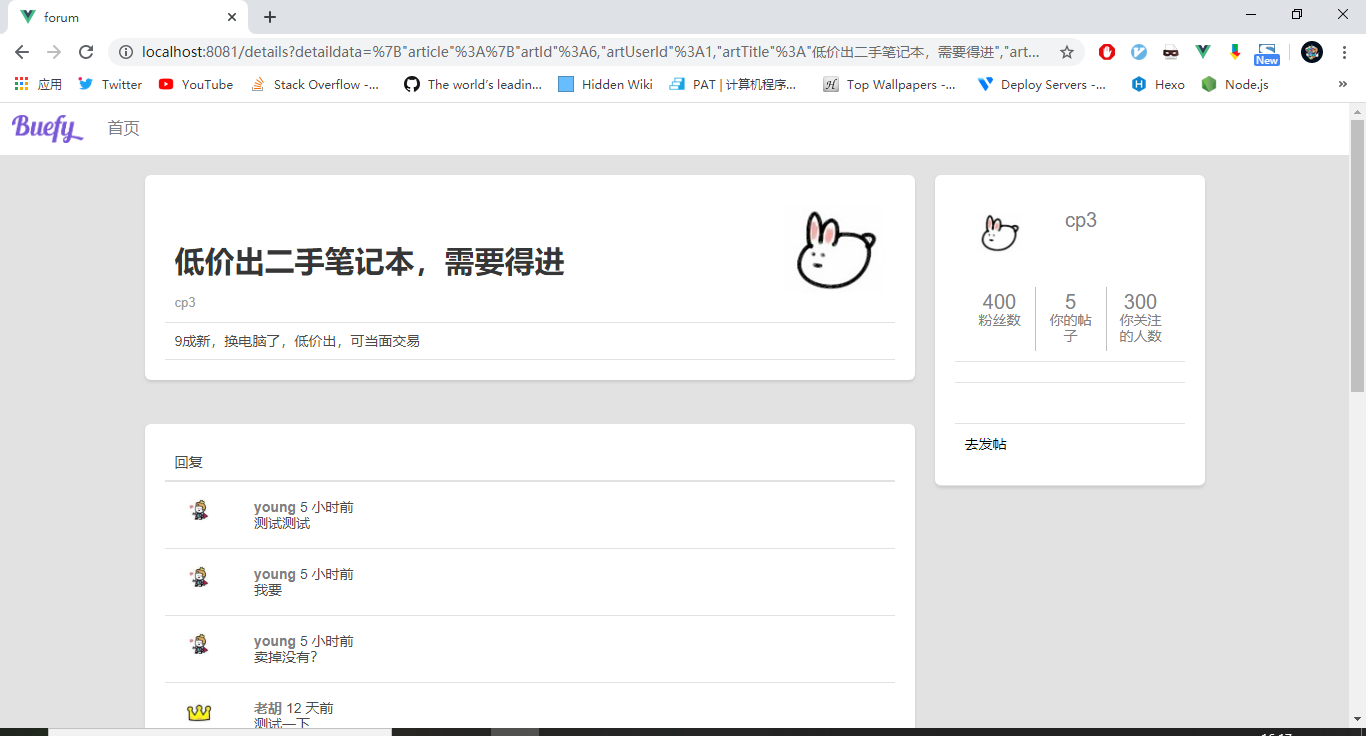 forum
localhost:8081/details?detaildata=%7B"article"%3A%7B"artId"%3A6,"artUserId"%3A1,"artTitle"%3A"低价出二手笔记本，需要得进","art...
New
应用 Twitter YouTube Stack Overflow -... The world's leadin... Hidden Wiki PAT | 计算机程序... Top Wallpapers -... Deploy Servers -... Hexo Node.js »
Buefy 首页
低价出二手笔记本，需要得进
cp3
9成新，换电脑了，低价出，可当面交易
cp3
400 5 300
粉丝数 你的帖 你关注
子 的人数
去发帖
回复
young 5 小时前
测试测试
young 5 小时前
我要
young 5 小时前
卖掉没有？
老胡 12 天前
测试一下